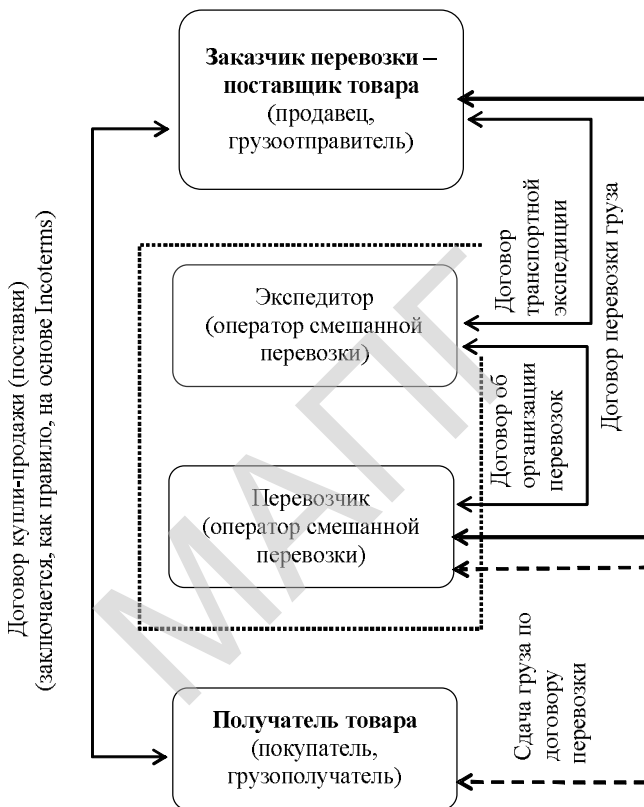 Заказчик перевозки –
поставщик товара
(продавец,
грузоотправитель)
Договор купли-продажи (поставки)
(заключается, как правило, на основе Incoterms)
Договор
транспортной
экспедиции
Договор перевозки груза
Экспедитор
(оператор смешанной
перевозки)
Договор об
организации
перевозок
Перевозчик
(оператор смешанной
перевозки)
Сдача груза по
договору
перевозки
Получатель товара
(покупатель,
грузополучатель)
МАПГ